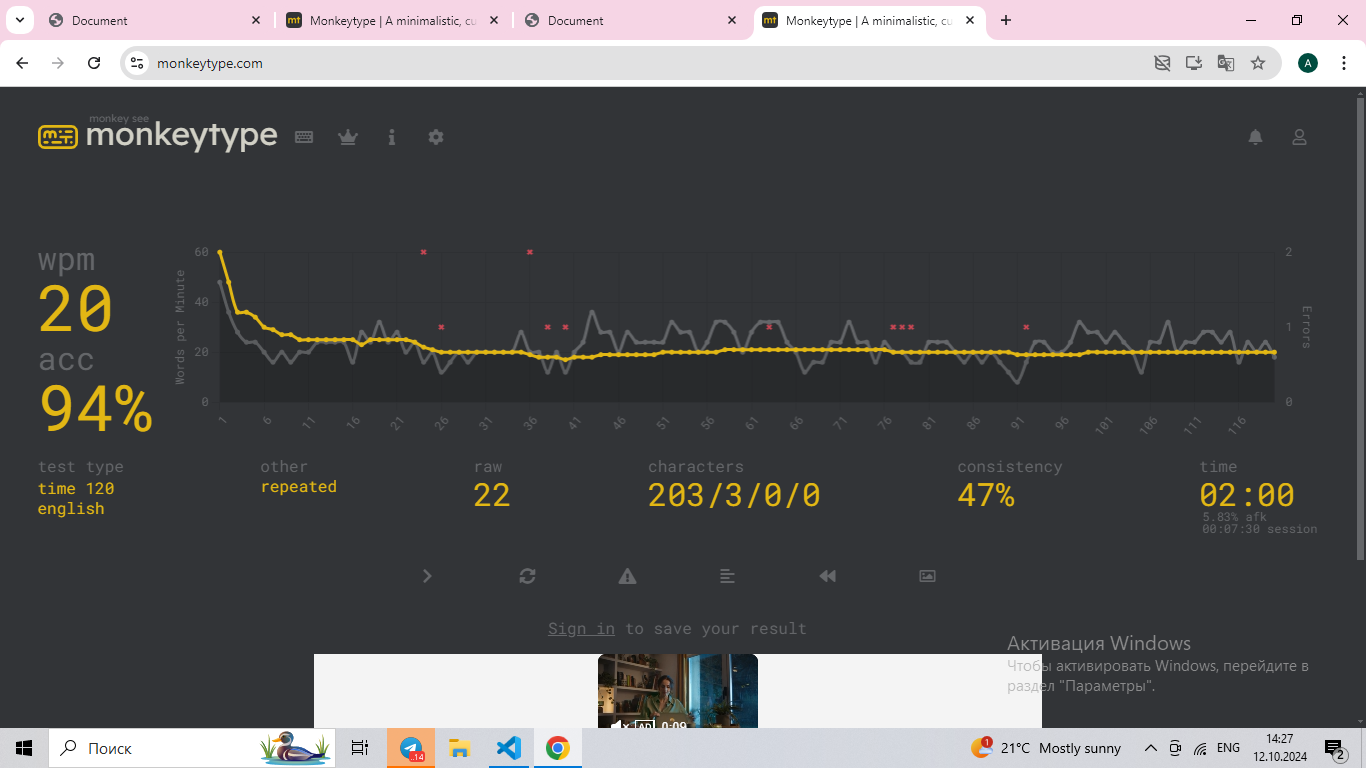 Document
Monkeytype | A minimalistic, cu
Document
Monkeytype | A minimalistic, cu
monkeytype.com
A
monkey see
monkeytype
wpm
20
acc
94%
Words per Minute
60
40
20
0
2
1
0
Errors
1 6 11 16 21 26 31 36 41 46 51 56 61 66 71 76 81 86 91 96 101 106 111 116
test type
time 120
english
other
repeated
raw
22
characters
203/3/0/0
consistency
47%
time
02:00
5.83% afk
00:07:30 session
Sign in to save your result
Активация Windows
Чтобы активировать Windows, перейдите в
раздел "Параметры".
AD 0:09
Поиск
..14
1
21°C Mostly sunny
ENG
14:27
12.10.2024
2